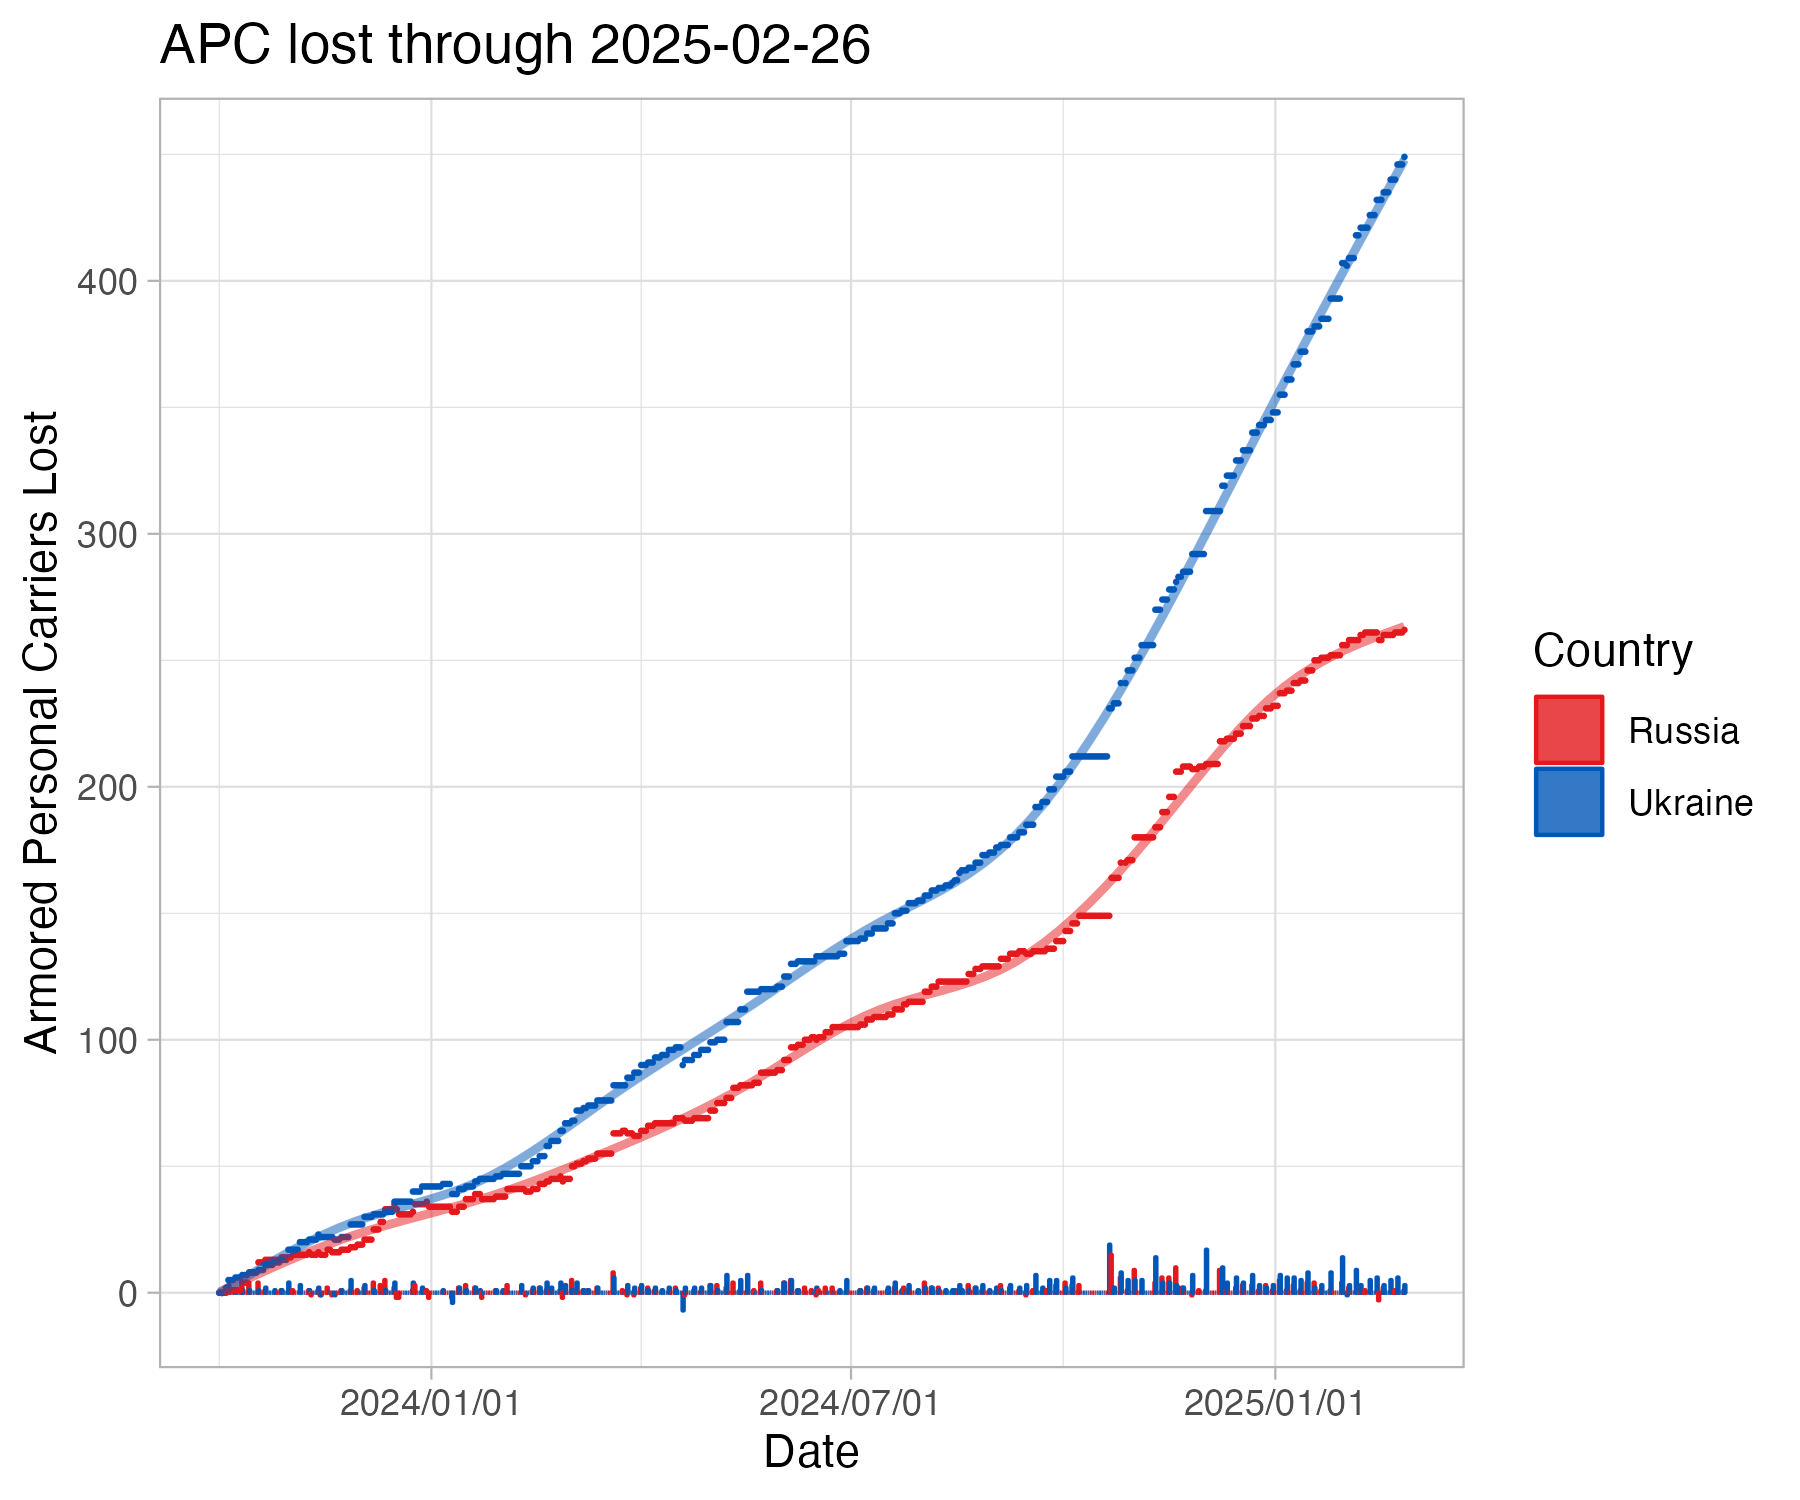 APC lost through 2025-02-26
Armored Personal Carriers Lost
400
300
200
100
0
2024/01/01
2024/07/01
2025/01/01
Date
Country
Russia
Ukraine